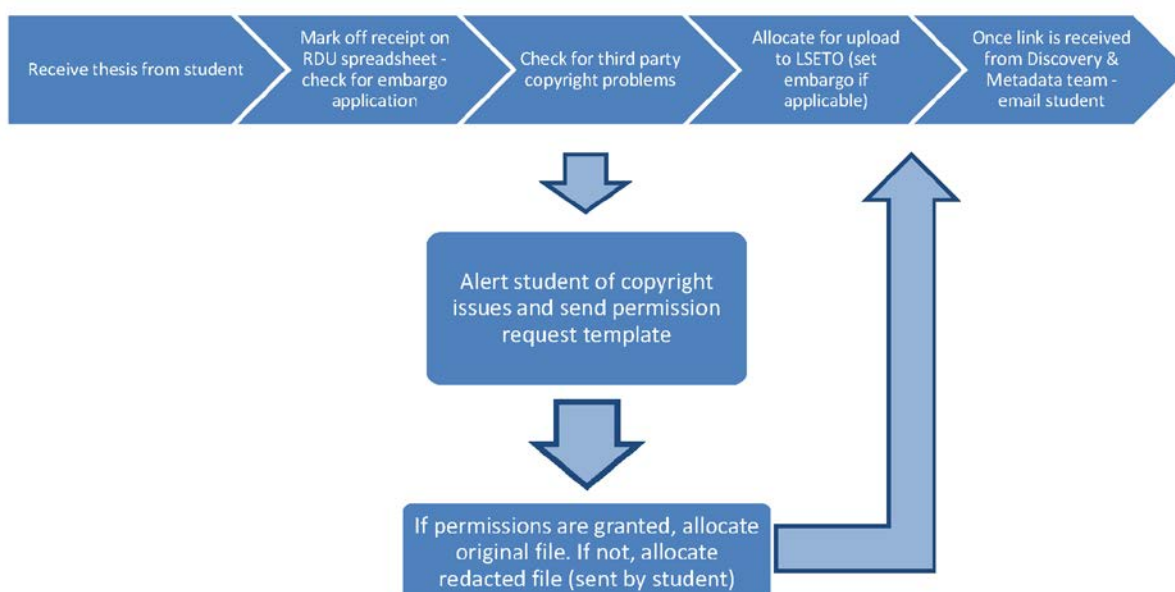 Receive thesis from student
Mark off receipt on
RDU spreadsheet -
check for embargo
application
Check for third party
copyright problems
Allocate for upload
to LSETO (set
embargo if
applicable)
Once link is received
from Discovery &
Metadata team -
email student
Alert student of copyright
issues and send permission
request template
If permissions are granted, allocate
original file. If not, allocate
redacted file (sent by student)